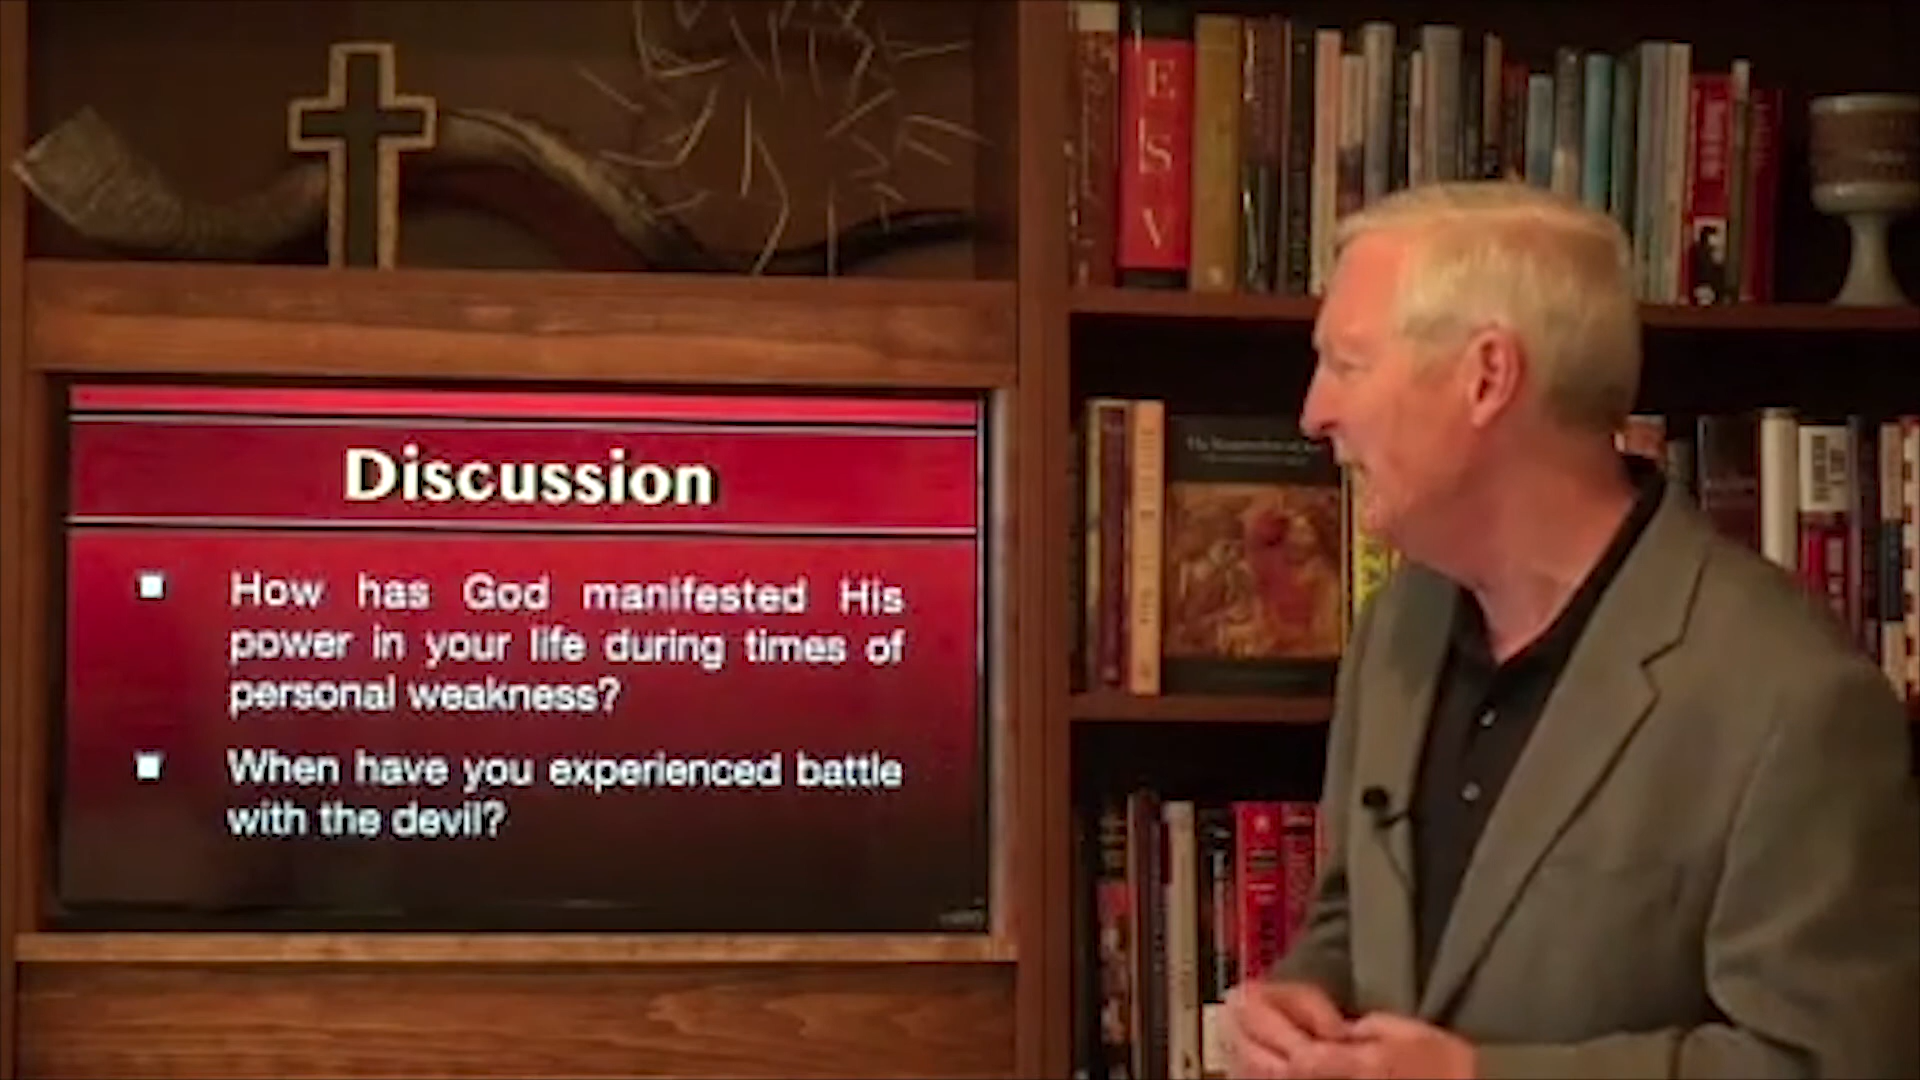 ESV
Discussion
How has God manifested His
power in your life during times of
personal weakness?
When have you experienced battle
with the devil?